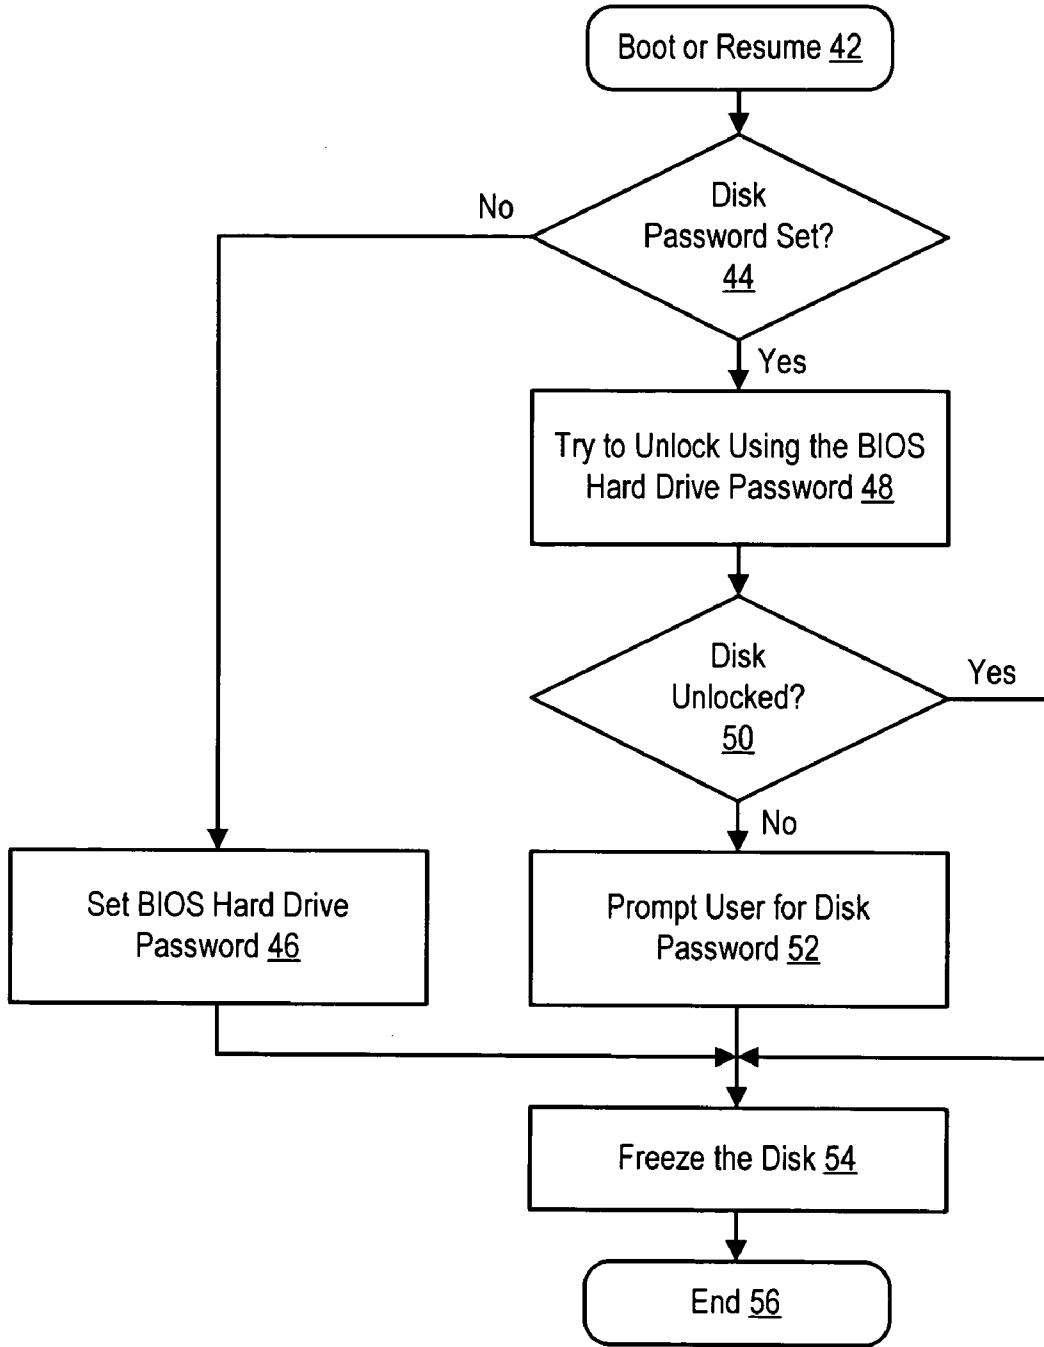 Boot or Resume 42
Disk
Password Set?
44
No
Yes
Try to Unlock Using the BIOS
Hard Drive Password 48
Disk
Unlocked?
50
Yes
No
Set BIOS Hard Drive
Password 46
Prompt User for Disk
Password 52
Freeze the Disk 54
End 56